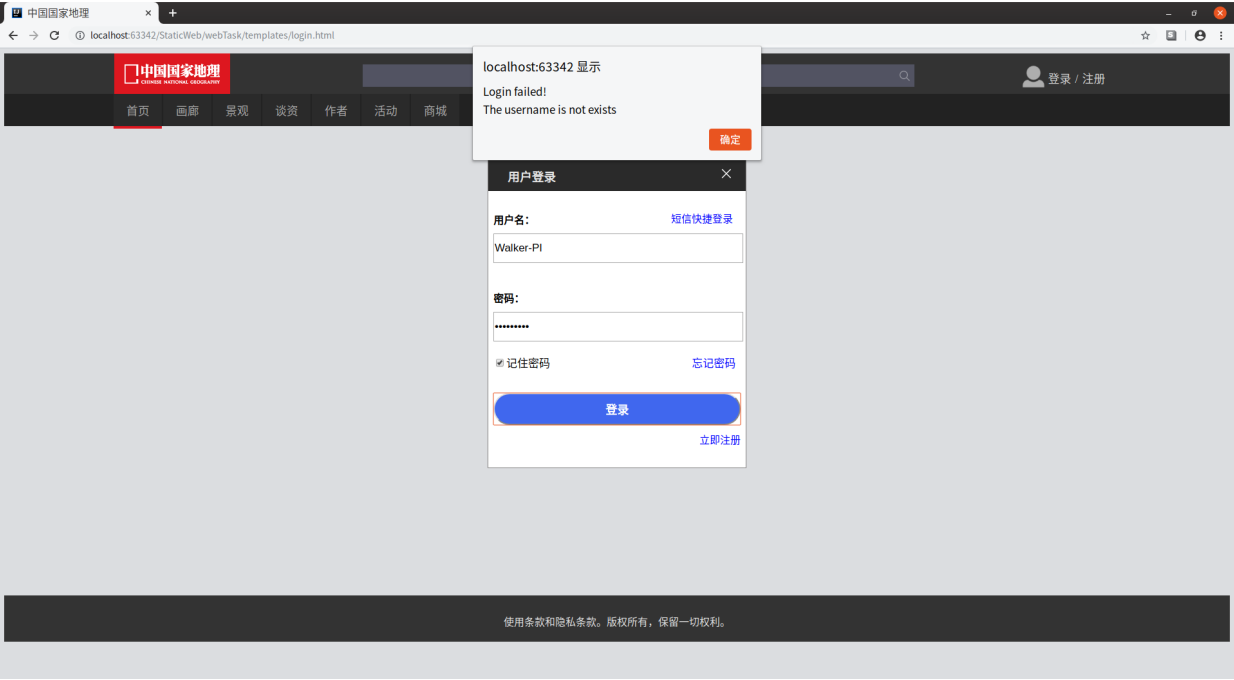 中国国家地理
localhost:63342/StaticWeb/webTask/templates/login.html
localhost:63342 显示
Login failed!
The username is not exists
确定
中国国家地理
CHINESE NATIONAL GEOGRAPHY
登录 / 注册
首页 画廊 景观 谈资 作者 活动 商城
用户登录
用户名：
短信快捷登录
Walker-PI
密码：
•••••••••
记住密码
忘记密码
登录
立即注册
使用条款和隐私条款。版权所有，保留一切权利。